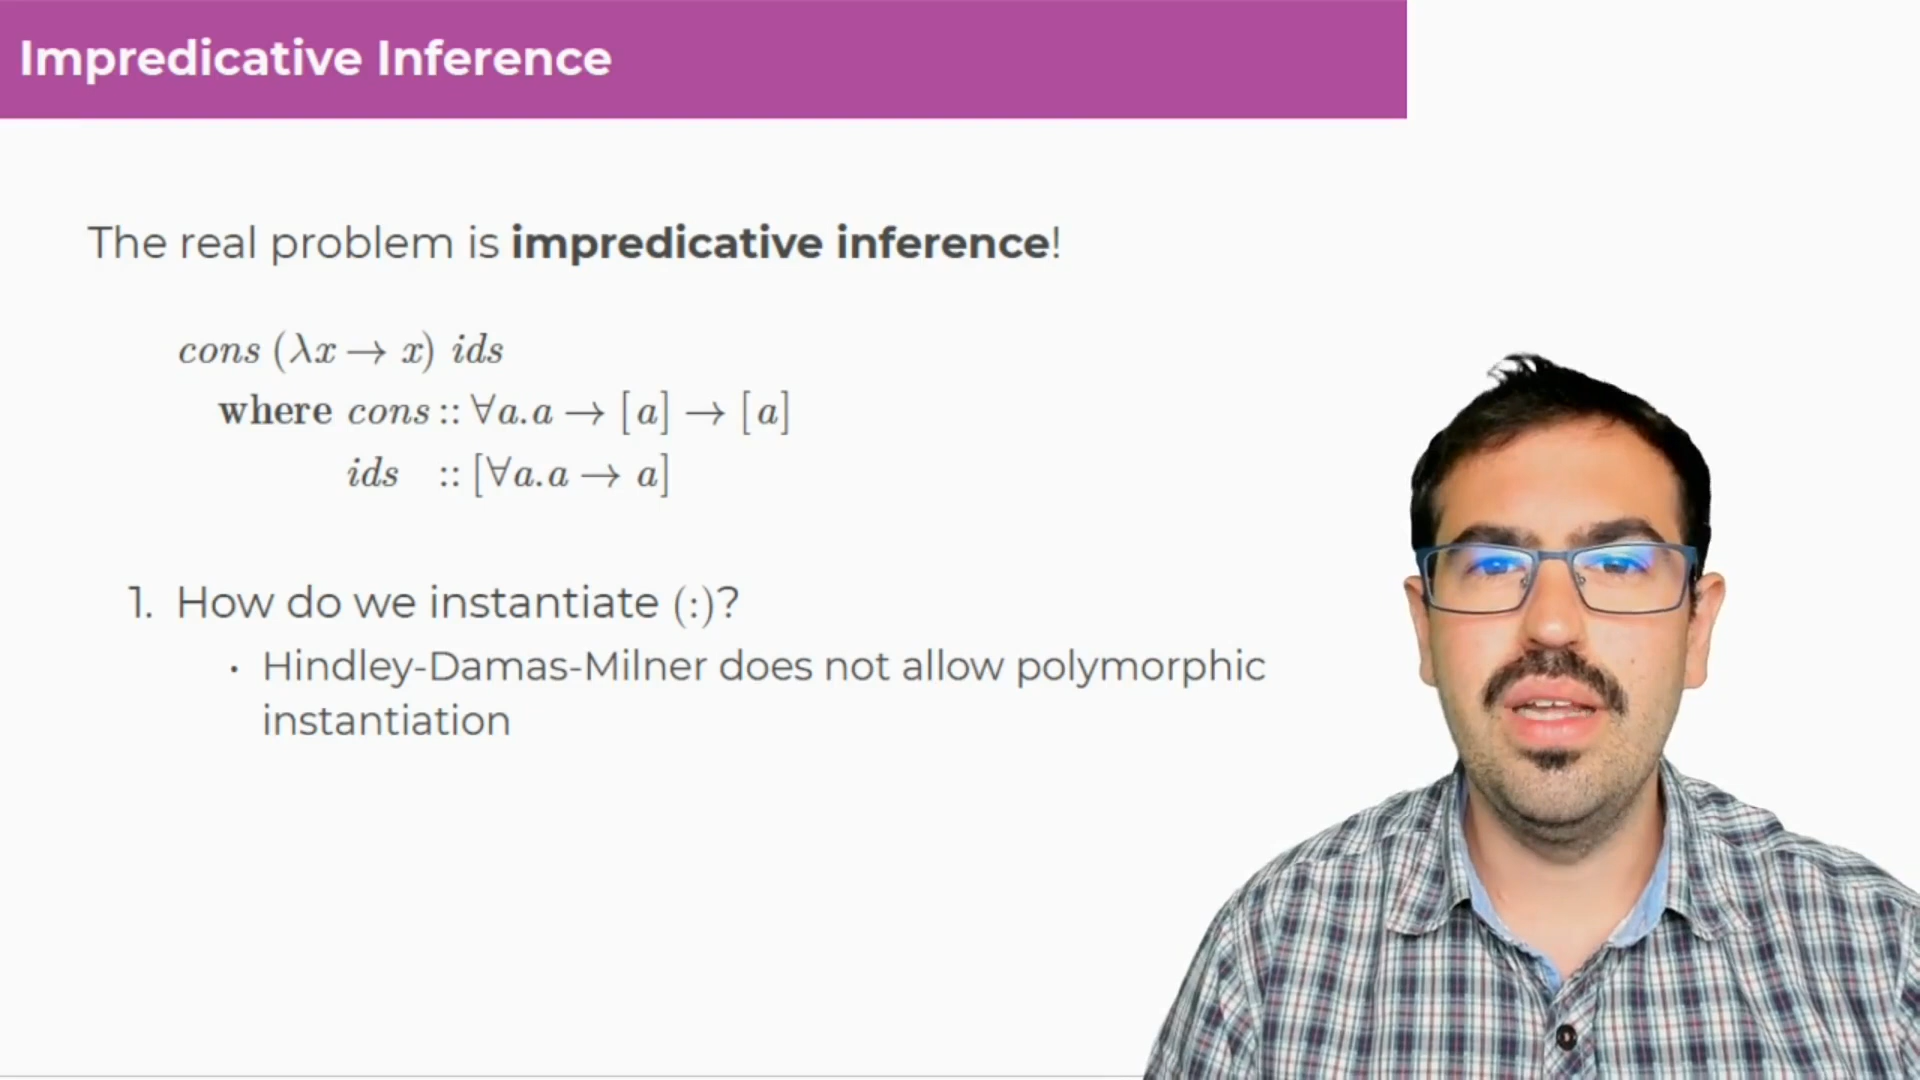 Impredicative Inference
The real problem is impredicative inference!
cons (λx → x) ids
where cons :: ∀a.a → [a] → [a]
ids :: [∀a.a → a]
1. How do we instantiate (:)?
· Hindley-Damas-Milner does not allow polymorphic
instantiation